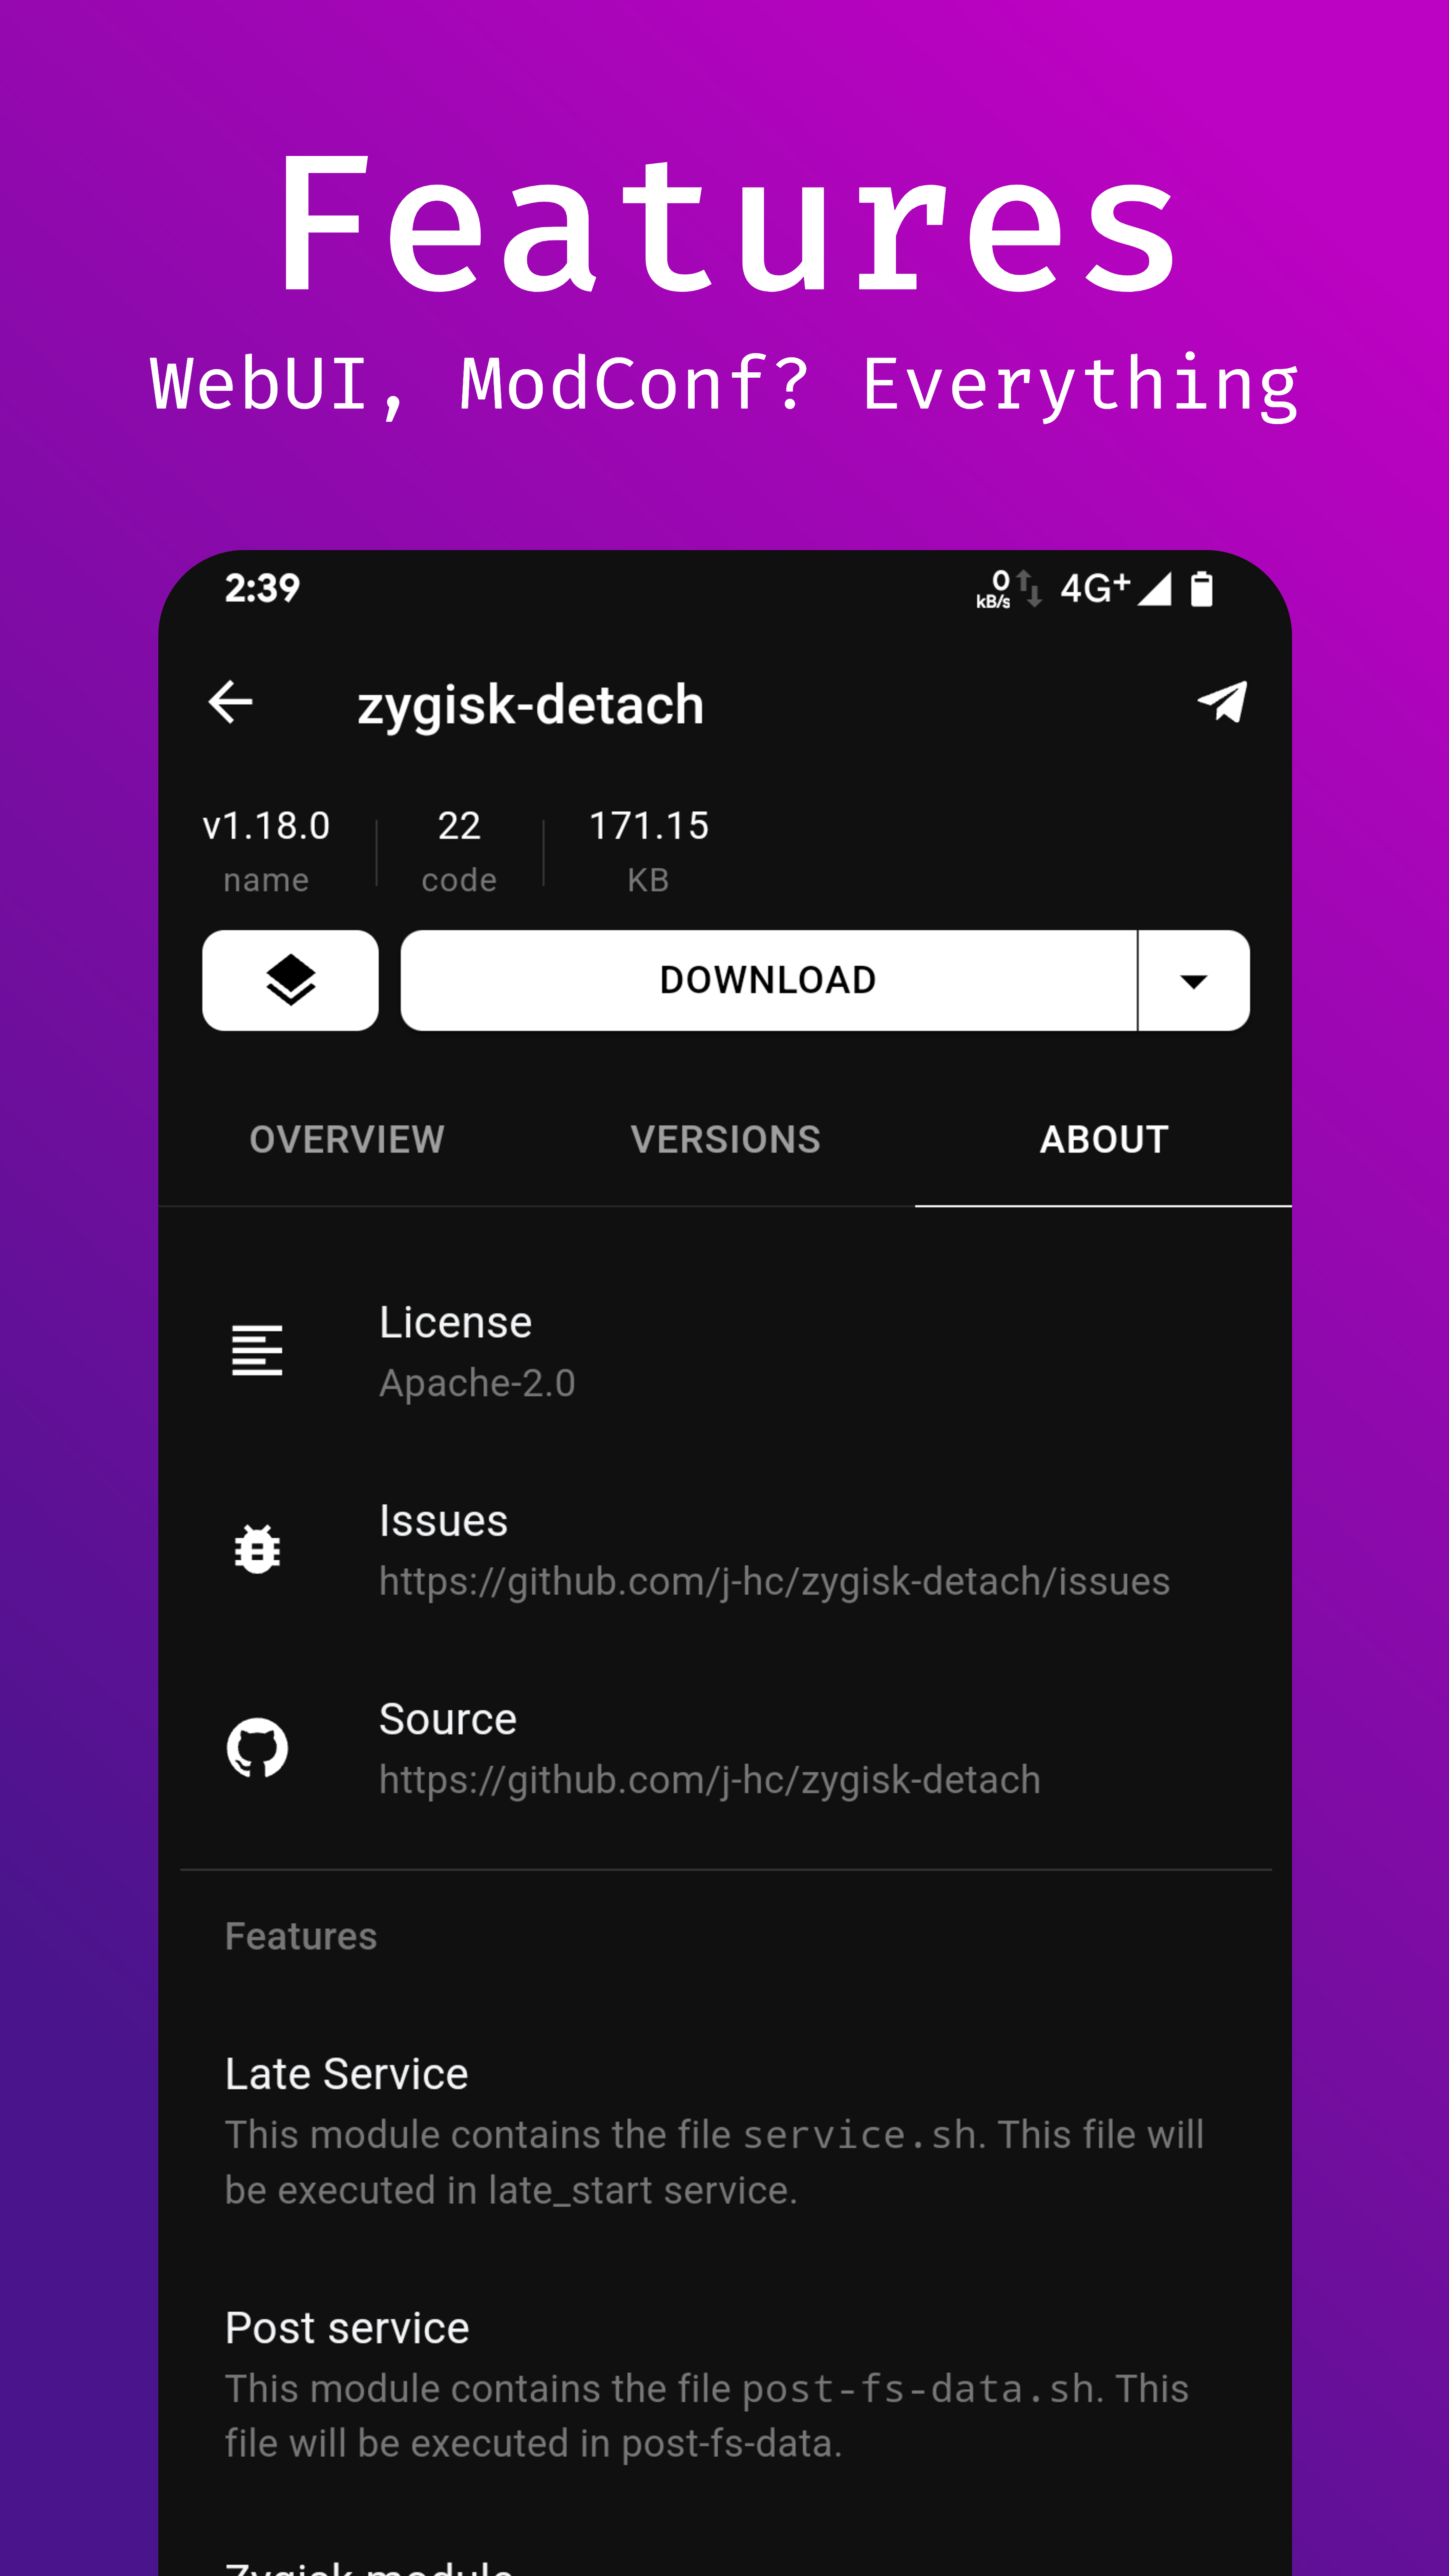 Features
WebUI, ModConf? Everything
2:39
0
kB/s
4G+
zygisk-detach
v1.18.0
name
22
code
171.15
KB
DOWNLOAD
OVERVIEW
VERSIONS
ABOUT
License
Apache-2.0
Issues
https://github.com/j-hc/zygisk-detach/issues
Source
https://github.com/j-hc/zygisk-detach
Features
Late Service
This module contains the file service.sh. This file will
be executed in late_start service.
Post service
This module contains the file post-fs-data.sh. This
file will be executed in post-fs-data.
Zygisk module